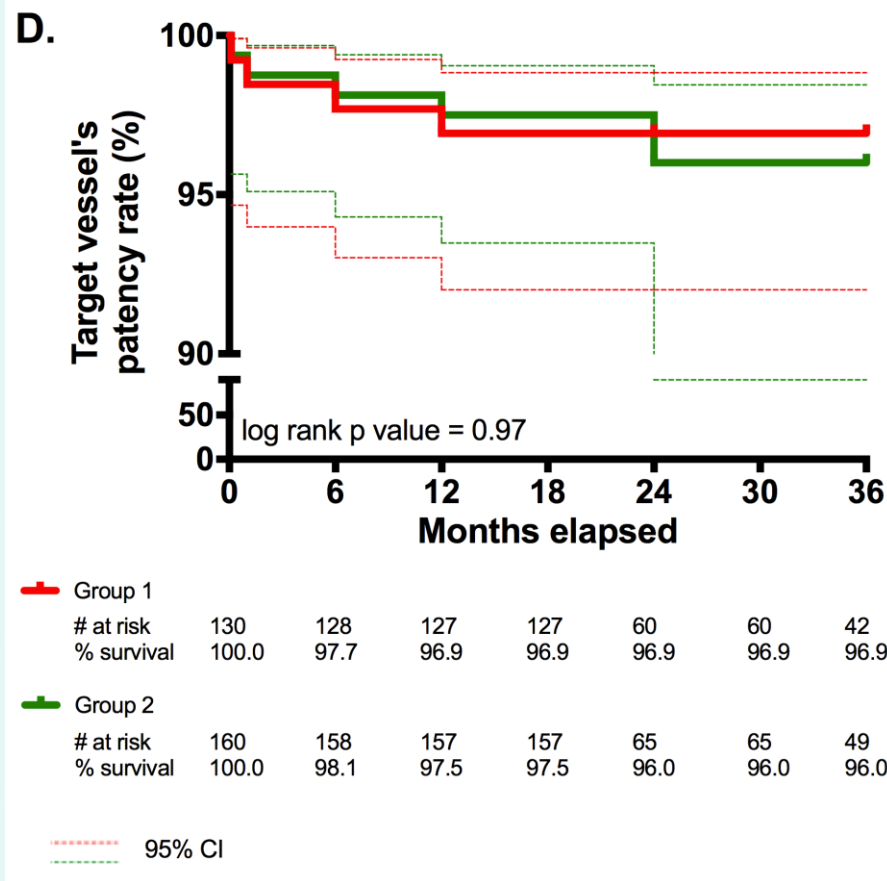 D.
Target vessel's
patency rate (%)
100
95
90
50
0
log rank p value = 0.97
0 6 12 18 24 30 36
Months elapsed
Group 1
# at risk 130 128 127 127 60 60 42
% survival 100.0 97.7 96.9 96.9 96.9 96.9 96.9
Group 2
# at risk 160 158 157 157 65 65 49
% survival 100.0 98.1 97.5 97.5 96.0 96.0 96.0
95% CI